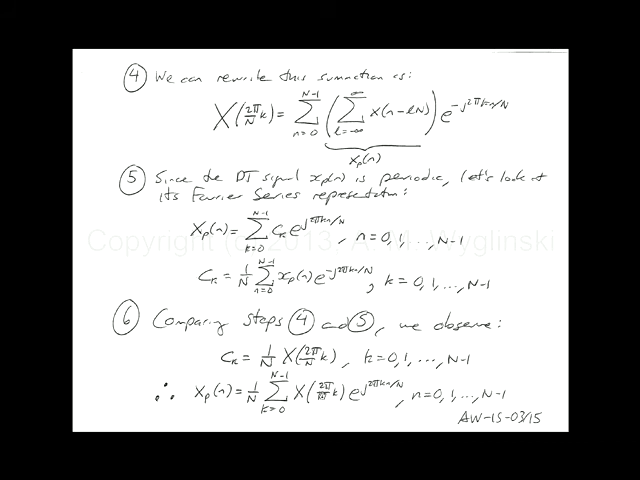 ④ We can rewrite this summation as:
X(2π/N k) = Σ_{n=0}^{N-1} (Σ_{l=-∞}^{∞} x(n-lN)) e^{-j2πkn/N}
x_p(n)
⑤ Since the DT signal x_p(n) is periodic, let's look at
its Fourier Series representation:
x_p(n) = Σ_{k=0}^{N-1} c_k e^{j2πkn/N}, n=0,1,...,N-1
Copyright (c) 2013, A.M. Wyglinski
c_k = 1/N Σ_{n=0}^{N-1} x_p(n) e^{-j2πkn/N}, k=0,1,...,N-1
⑥ Comparing steps ④ and ⑤, we observe:
c_k = 1/N X(2π/N k), k=0,1,...,N-1
∴ x_p(n) = 1/N Σ_{k=0}^{N-1} X(2π/N k) e^{j2πkn/N}, n=0,1,...,N-1
AW-15-03/15